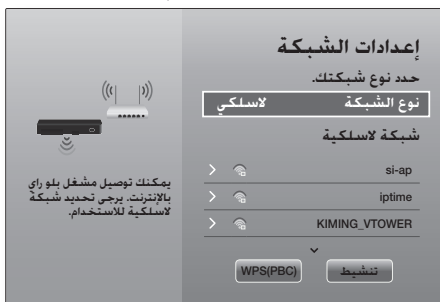 إعدادات الشبكة
حدد نوع شبكتك.
نوع الشبكة لاسلكي
شبكة لاسلكية
si-ap
iptime
KIMING_VTOWER
تنشيط WPS(PBC)
يمكنك توصيل مشغل بلو راي
بالإنترنت. يرجى تحديد شبكة
لاسلكية للاستخدام.